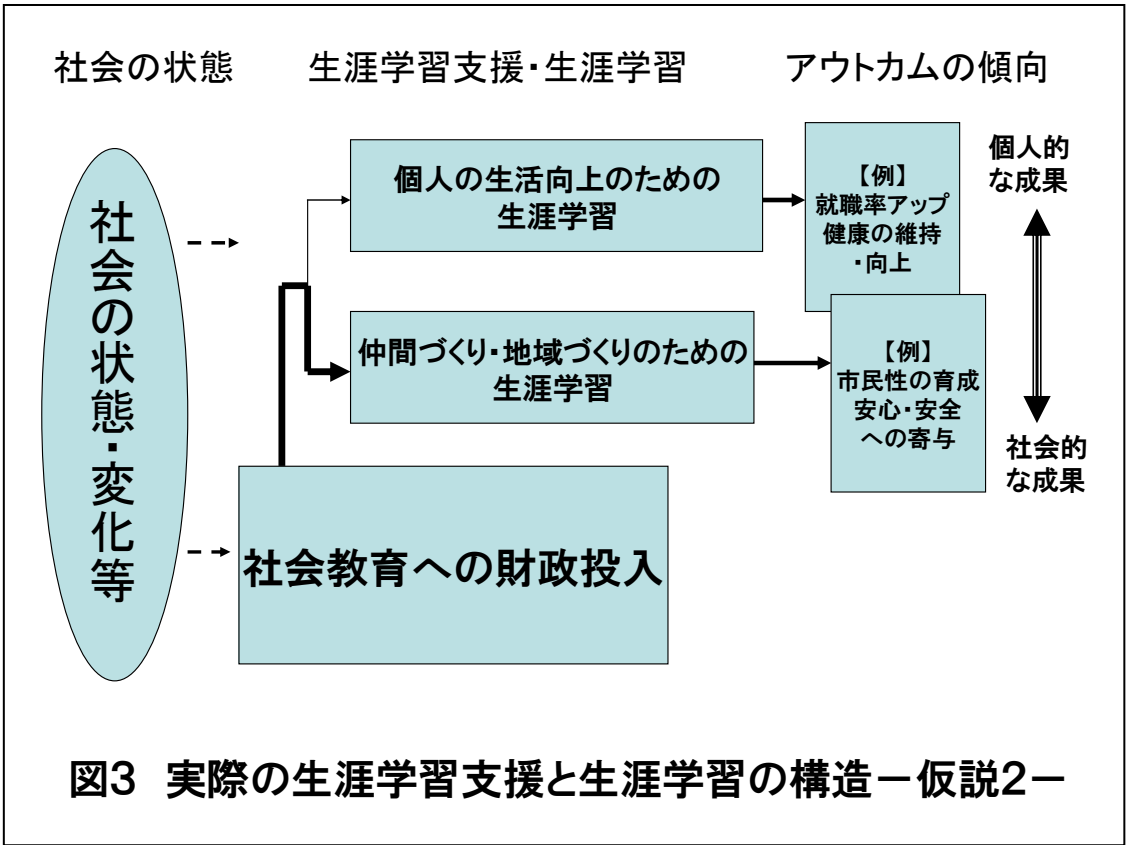 社会の状態
生涯学習支援・生涯学習
アウトカムの傾向
社会の状態・変化等
個人の生活向上のための
生涯学習
【例】
就職率アップ
健康の維持
・向上
個人的
な成果
仲間づくり・地域づくりのための
生涯学習
【例】
市民性の育成
安心・安全
への寄与
社会的
な成果
社会教育への財政投入
図3 実際の生涯学習支援と生涯学習の構造－仮説2－